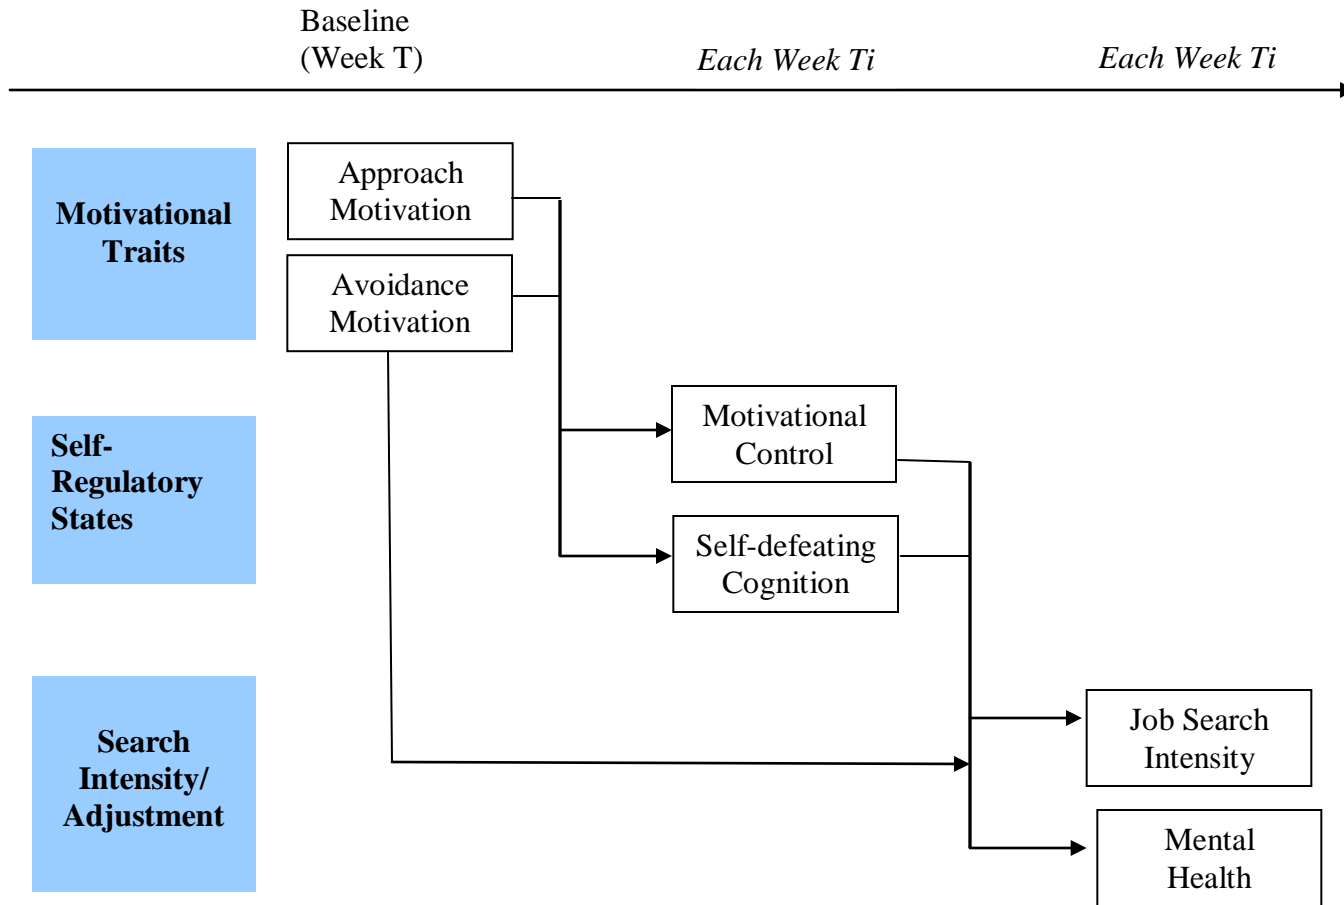 Baseline
(Week T)
Each Week Ti
Each Week Ti
Motivational
Traits
Approach
Motivation
Avoidance
Motivation
Self-
Regulatory
States
Motivational
Control
Self-defeating
Cognition
Search
Intensity/
Adjustment
Job Search
Intensity
Mental
Health